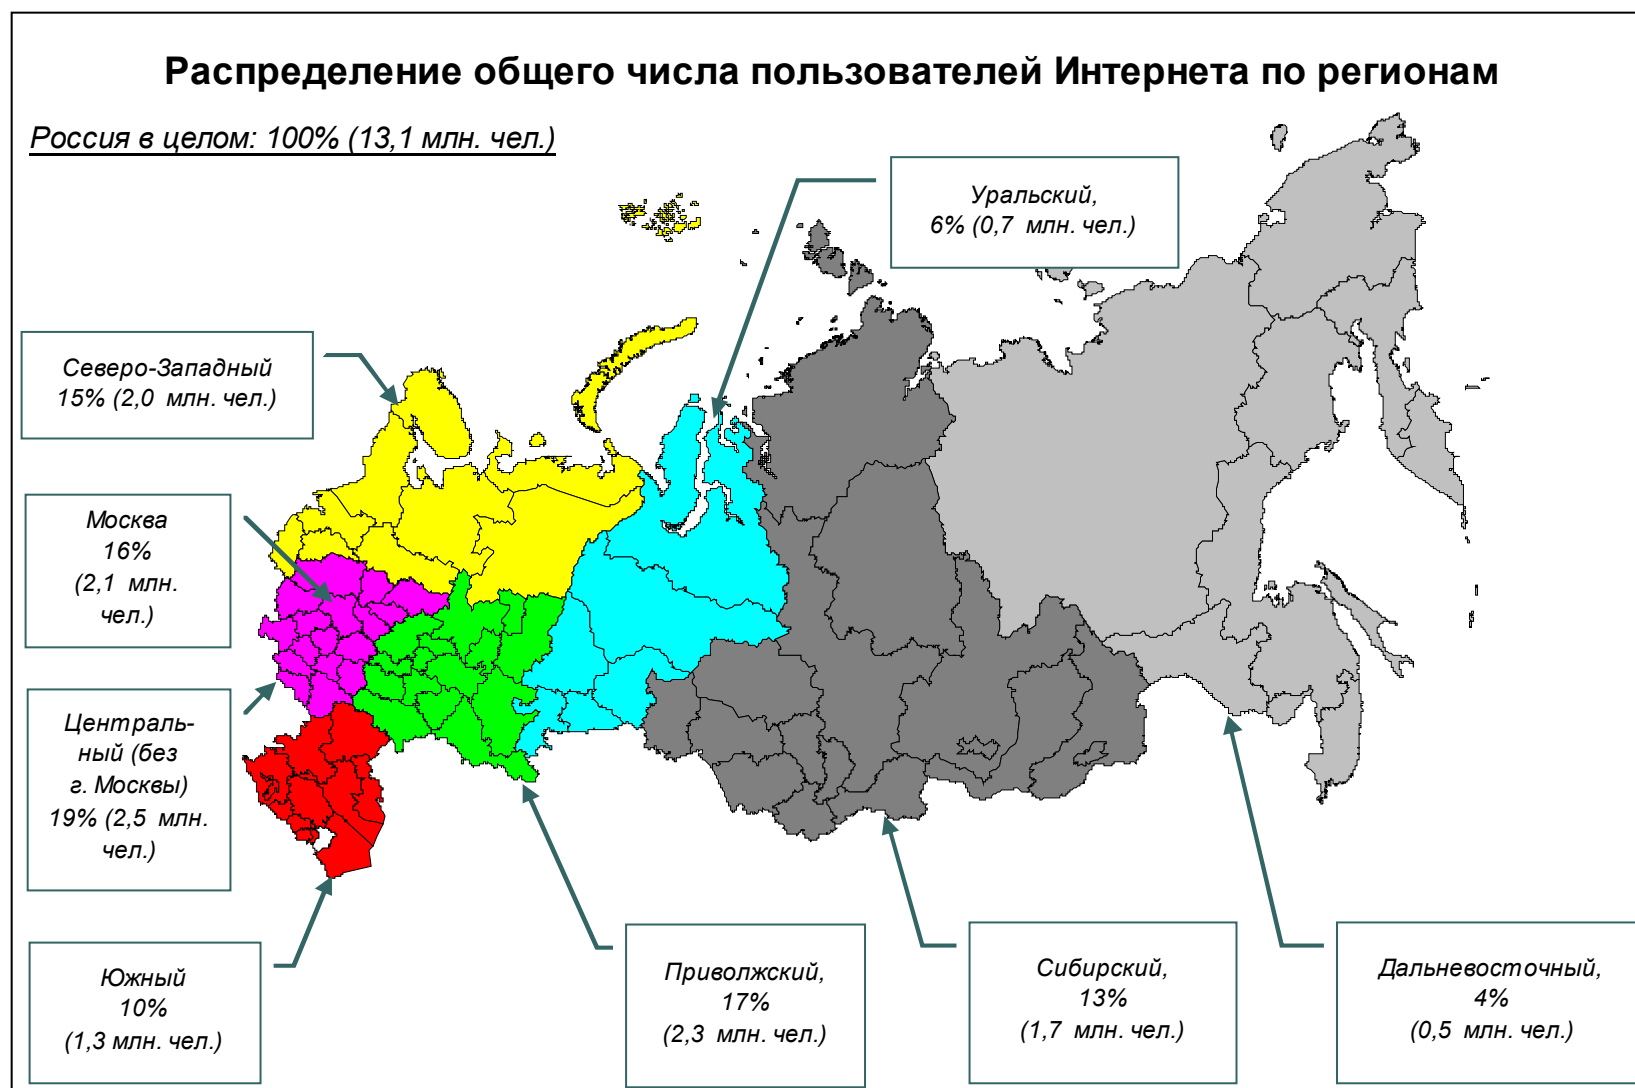 Распределение общего числа пользователей Интернета по регионам
Россия в целом: 100% (13,1 млн. чел.)
Уральский,
6% (0,7 млн. чел.)
Северо-Западный
15% (2,0 млн. чел.)
Москва
16%
(2,1 млн.
чел.)
Централь-
ный (без
г. Москвы)
19% (2,5 млн.
чел.)
Южный
10%
(1,3 млн. чел.)
Приволжский,
17%
(2,3 млн. чел.)
Сибирский,
13%
(1,7 млн. чел.)
Дальневосточный,
4%
(0,5 млн. чел.)